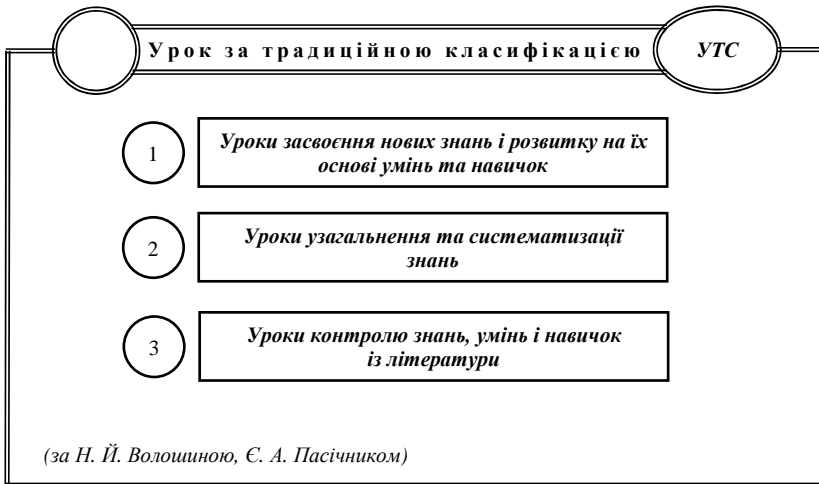 Урок за традиційною класифікацією
УТС
1
Уроки засвоєння нових знань і розвитку на їх
основі умінь та навичок
2
Уроки узагальнення та систематизації
знань
3
Уроки контролю знань, умінь і навичок
із літератури
(за Н. Й. Волошиною, Є. А. Пасічником)